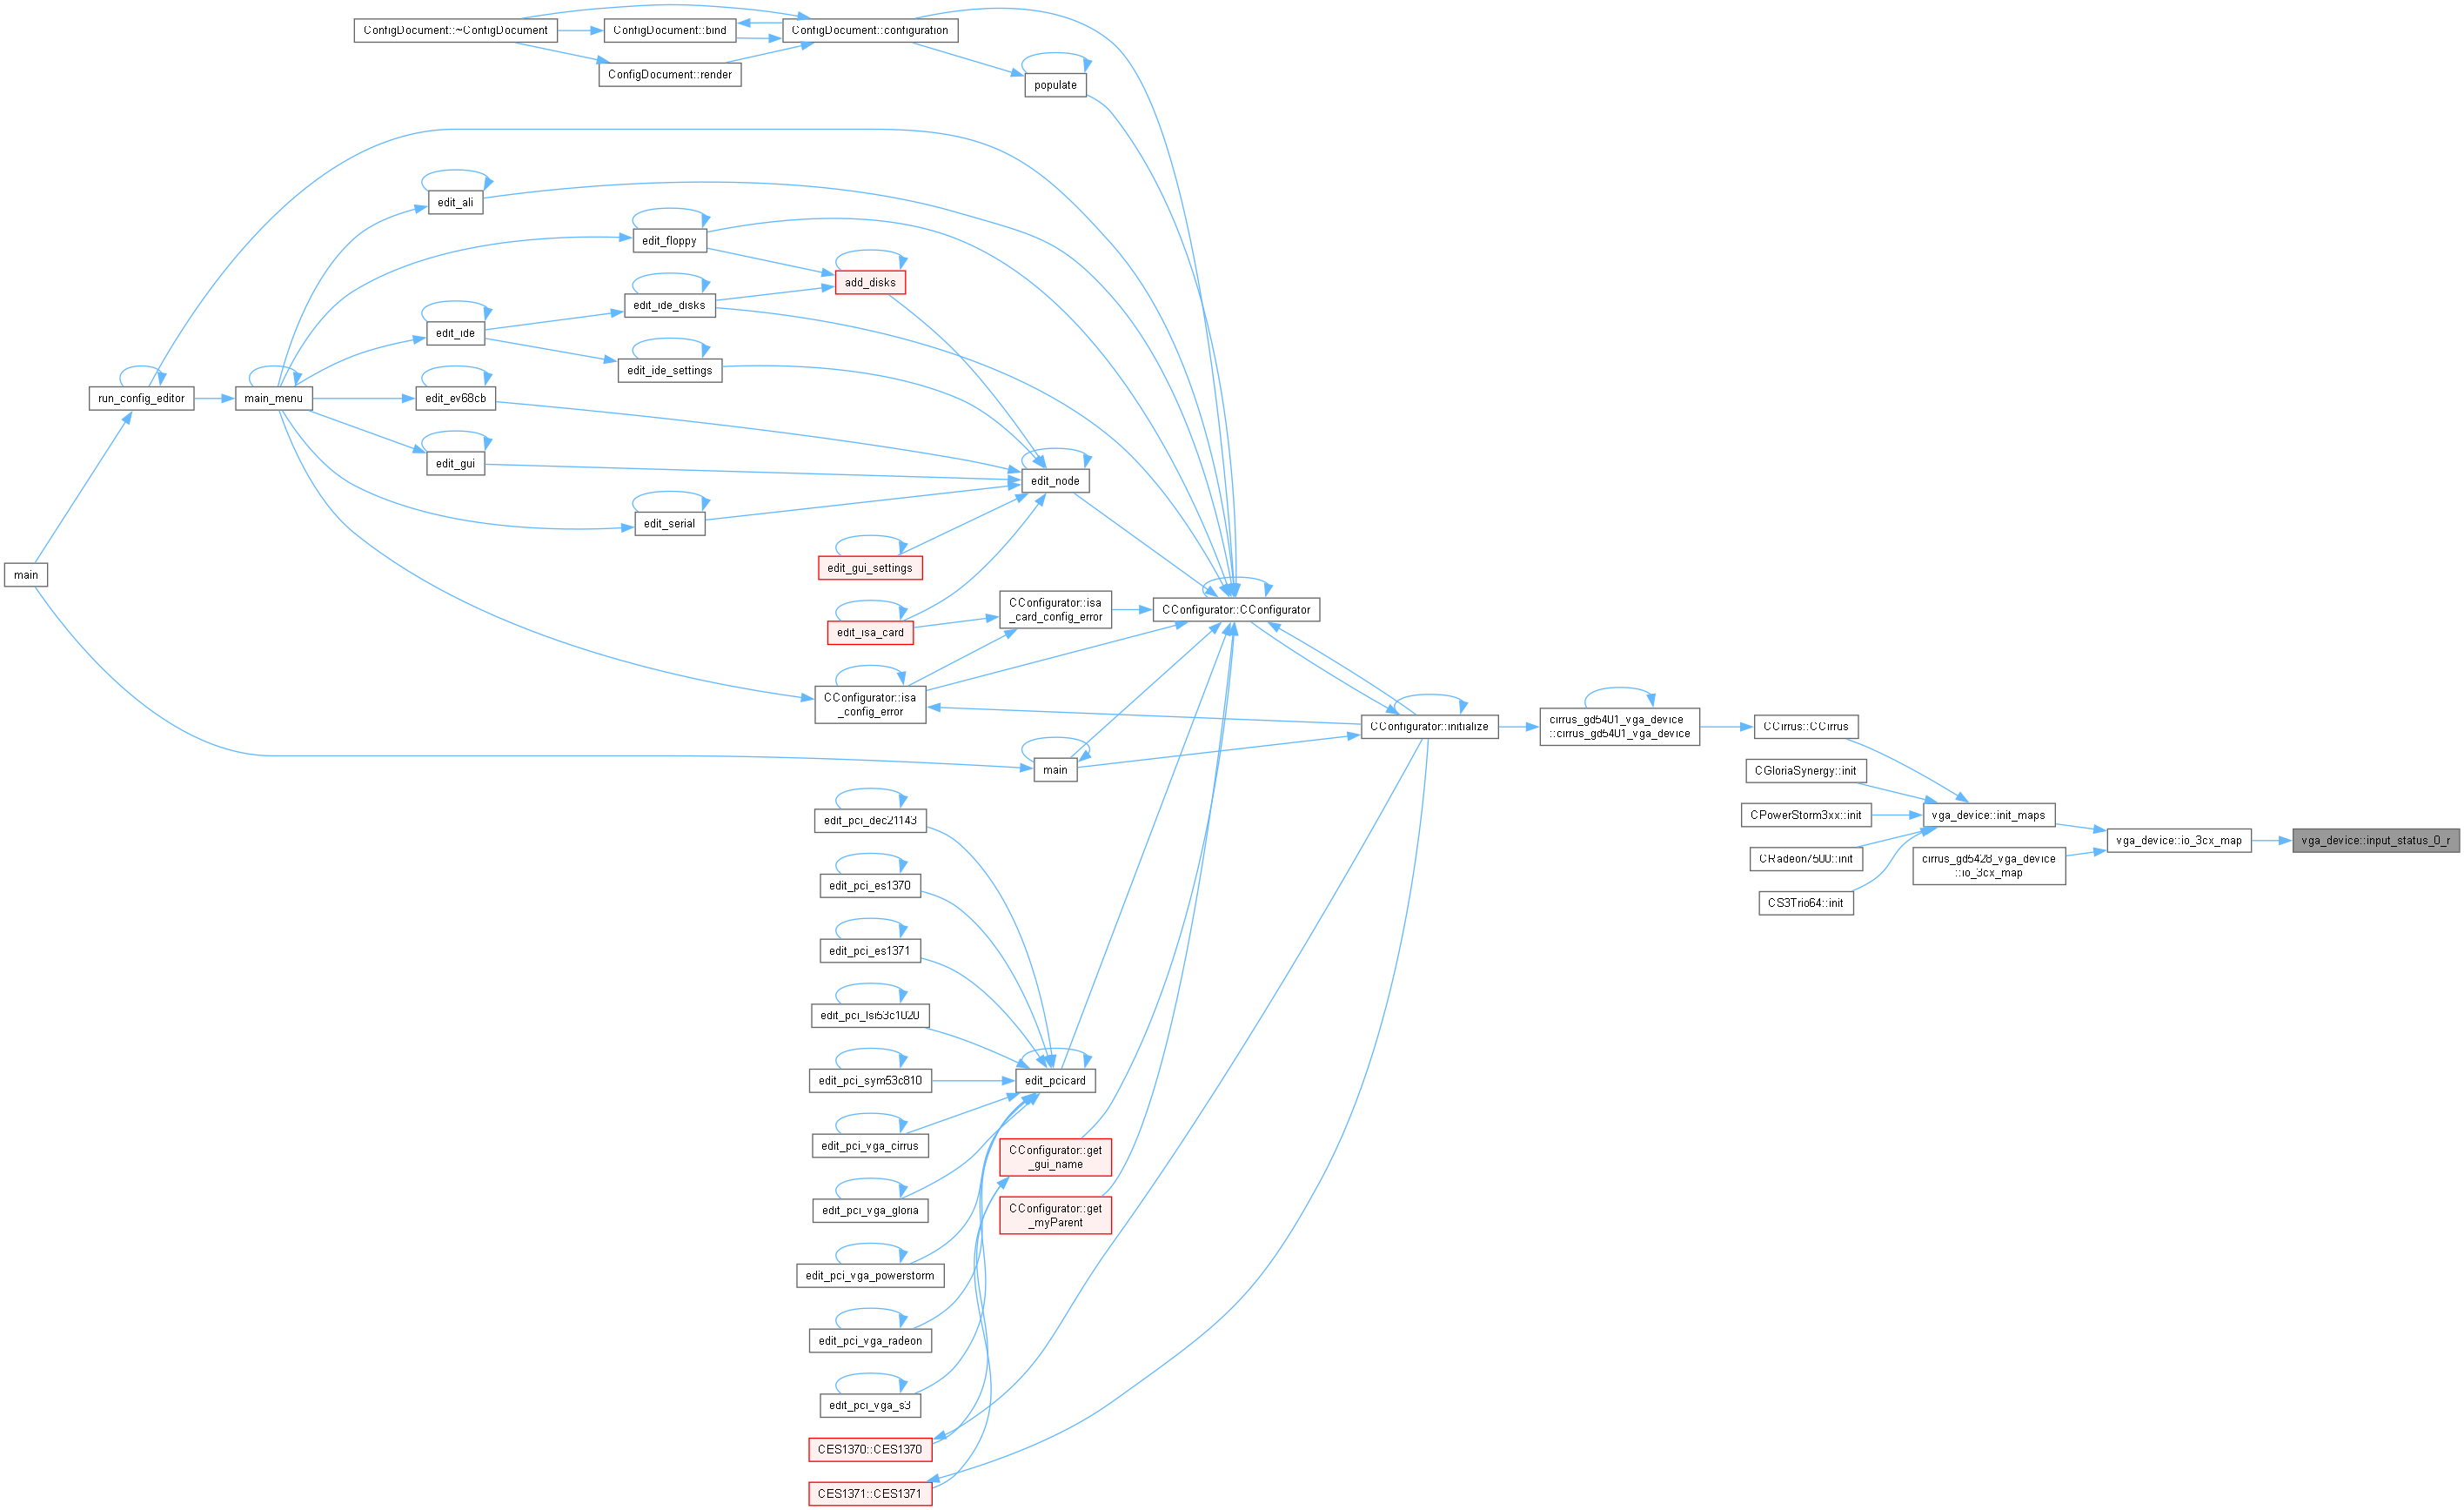 ConfigDocument::~ConfigDocument
ConfigDocument::bind
ConfigDocument::configuration
ConfigDocument::render
populate
edit_ali
edit_floppy
add_disks
edit_ide_disks
edit_ide
edit_ide_settings
run_config_editor
main_menu
edit_ev68cb
edit_gui
edit_node
edit_serial
main
edit_gui_settings
CConfigurator::isa
_card_config_error
CConfigurator::CConfigurator
edit_isa_card
CConfigurator::isa
_config_error
CConfigurator::initialize
cirrus_gd5401_vga_device
::cirrus_gd5401_vga_device
CCirrus::CCirrus
main
CGloriaSynergy::init
CPowerStorm3xx::init
vga_device::init_maps
edit_pci_dec21143
vga_device::io_3cx_map
vga_device::input_status_0_r
CRadeon7500::init
cirrus_gd5428_vga_device
::io_3cx_map
edit_pci_es1370
CS3Trio64::init
edit_pci_es1371
edit_pci_lsi53c1020
edit_pci_sym53c810
edit_pcicard
edit_pci_vga_cirrus
CConfigurator::get
_gui_name
edit_pci_vga_gloria
CConfigurator::get
_myParent
edit_pci_vga_powerstorm
edit_pci_vga_radeon
edit_pci_vga_s3
CES1370::CES1370
CES1371::CES1371